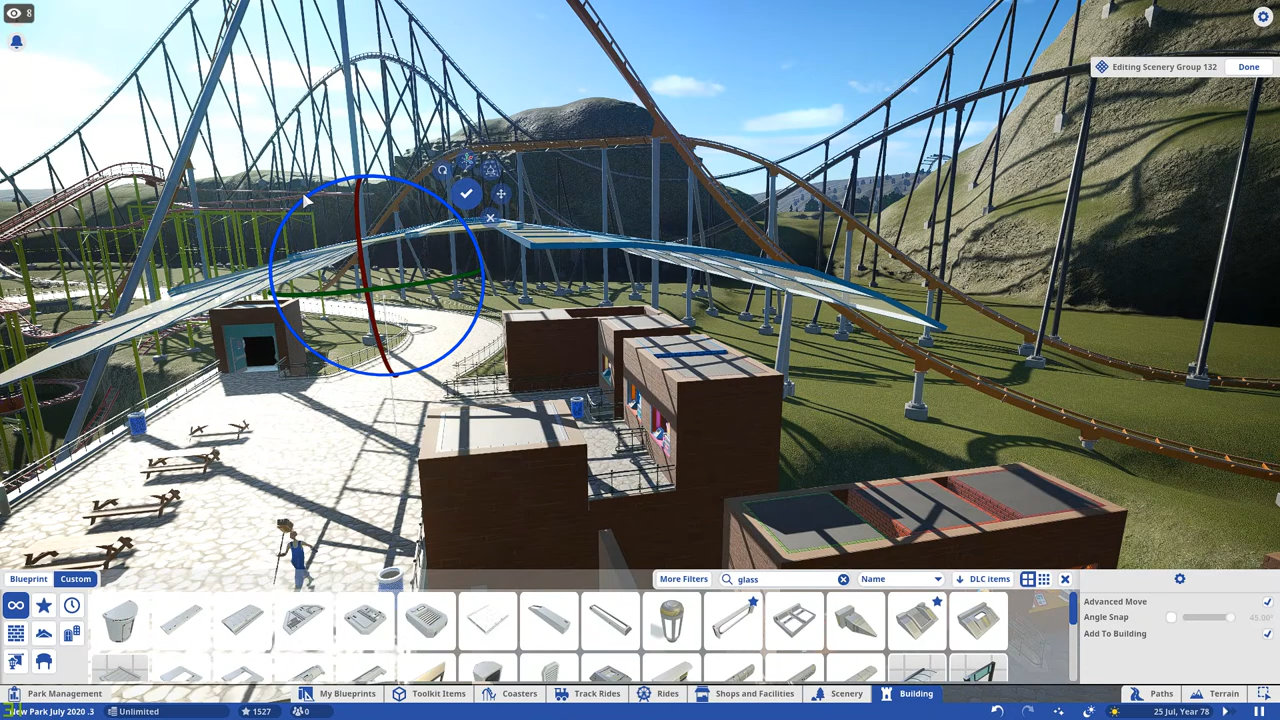 8
Editing Scenery Group 132 Done
Blueprint Custom More Filters glass Name DLC items
Advanced Move
Angle Snap 45.00°
Add To Building
Park Management My Blueprints Toolkit Items Coasters Track Rides Rides Shops and Facilities Scenery Building Paths Terrain
New Park July 2020 .3 Unlimited 1527 0 25 Jul, Year 78